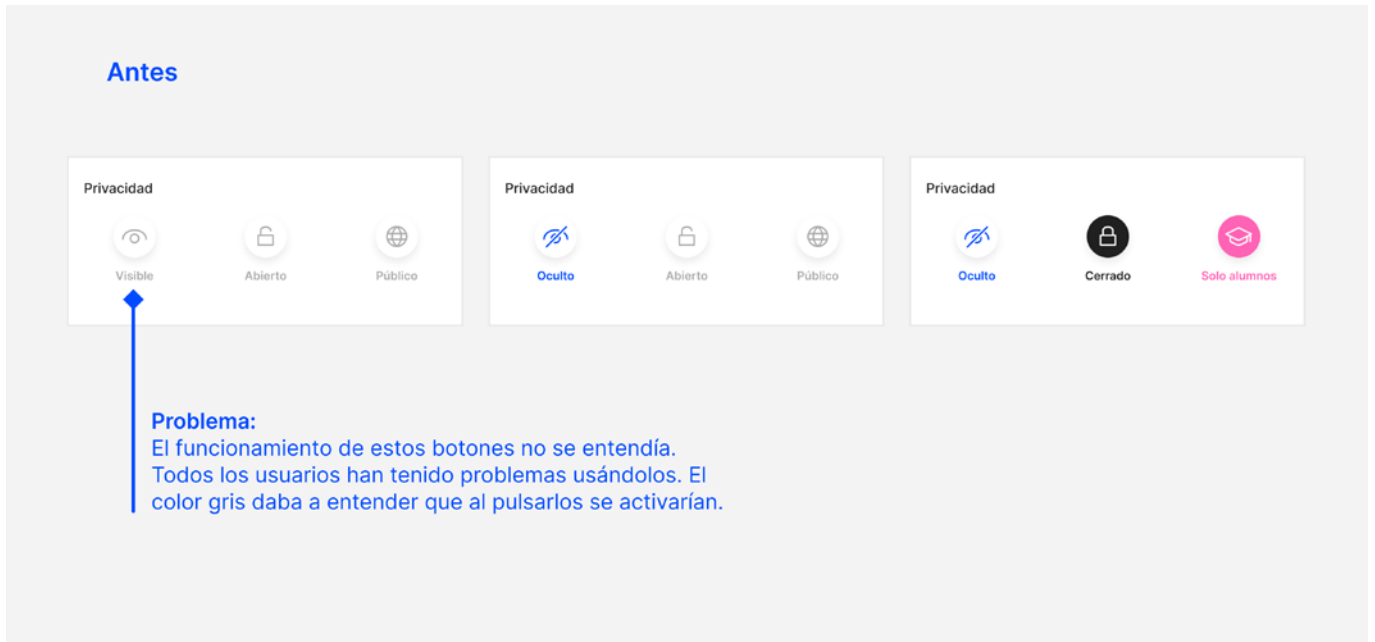 Antes
Privacidad
Visible Abierto Público
Privacidad
Oculto Abierto Público
Privacidad
Oculto Cerrado Solo alumnos
Problema:
El funcionamiento de estos botones no se entendía.
Todos los usuarios han tenido problemas usándolos. El
color gris daba a entender que al pulsarlos se activarían.